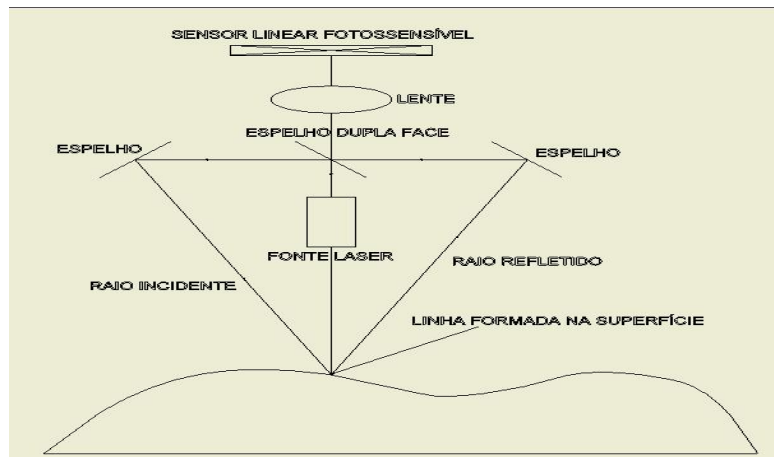 SENSOR LINEAR FOTOSSENSÍVEL
LENTE
ESPELHO DUPLA FACE
ESPELHO
ESPELHO
FONTE LASER
RAIO REFLETIDO
RAIO INCIDENTE
LINHA FORMADA NA SUPERFÍCIE